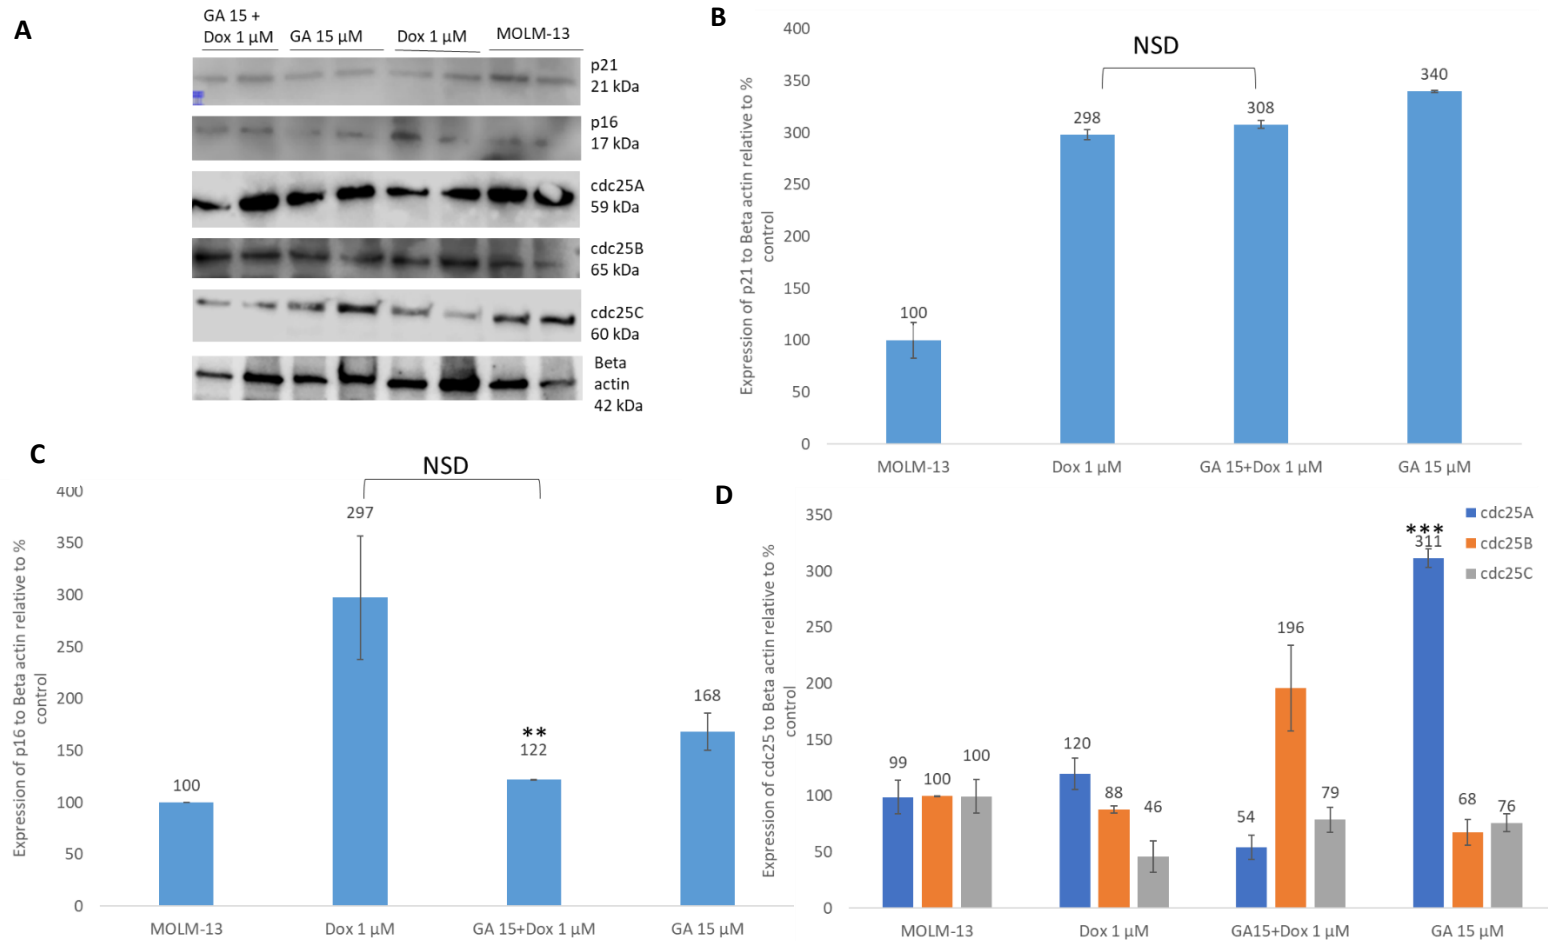 A
GA 15 +
Dox 1 µM
GA 15 µM
Dox 1 µM
MOLM-13
p21
21 kDa
p16
17 kDa
cdc25A
59 kDa
cdc25B
65 kDa
cdc25C
60 kDa
Beta
actin
42 kDa
B
Expression of p21 to Beta actin relative to %
control
400
350
300
250
200
150
100
50
0
NSD
100
298
308
340
MOLM-13
Dox 1 µM
GA 15+Dox 1 µM
GA 15 µM
C
Expression of p16 to Beta actin relative to %
control
400
350
300
250
200
150
100
50
0
NSD
100
297
**
122
168
MOLM-13
Dox 1 µM
GA 15+Dox 1 µM
GA 15 µM
D
Expression of cdc25 to Beta actin relative to %
control
350
300
250
200
150
100
50
0
99
100
100
120
88
46
54
196
79
***
311
68
76
MOLM-13
Dox 1 µM
GA15+Dox 1 µM
GA 15 µM
cdc25A
cdc25B
cdc25C